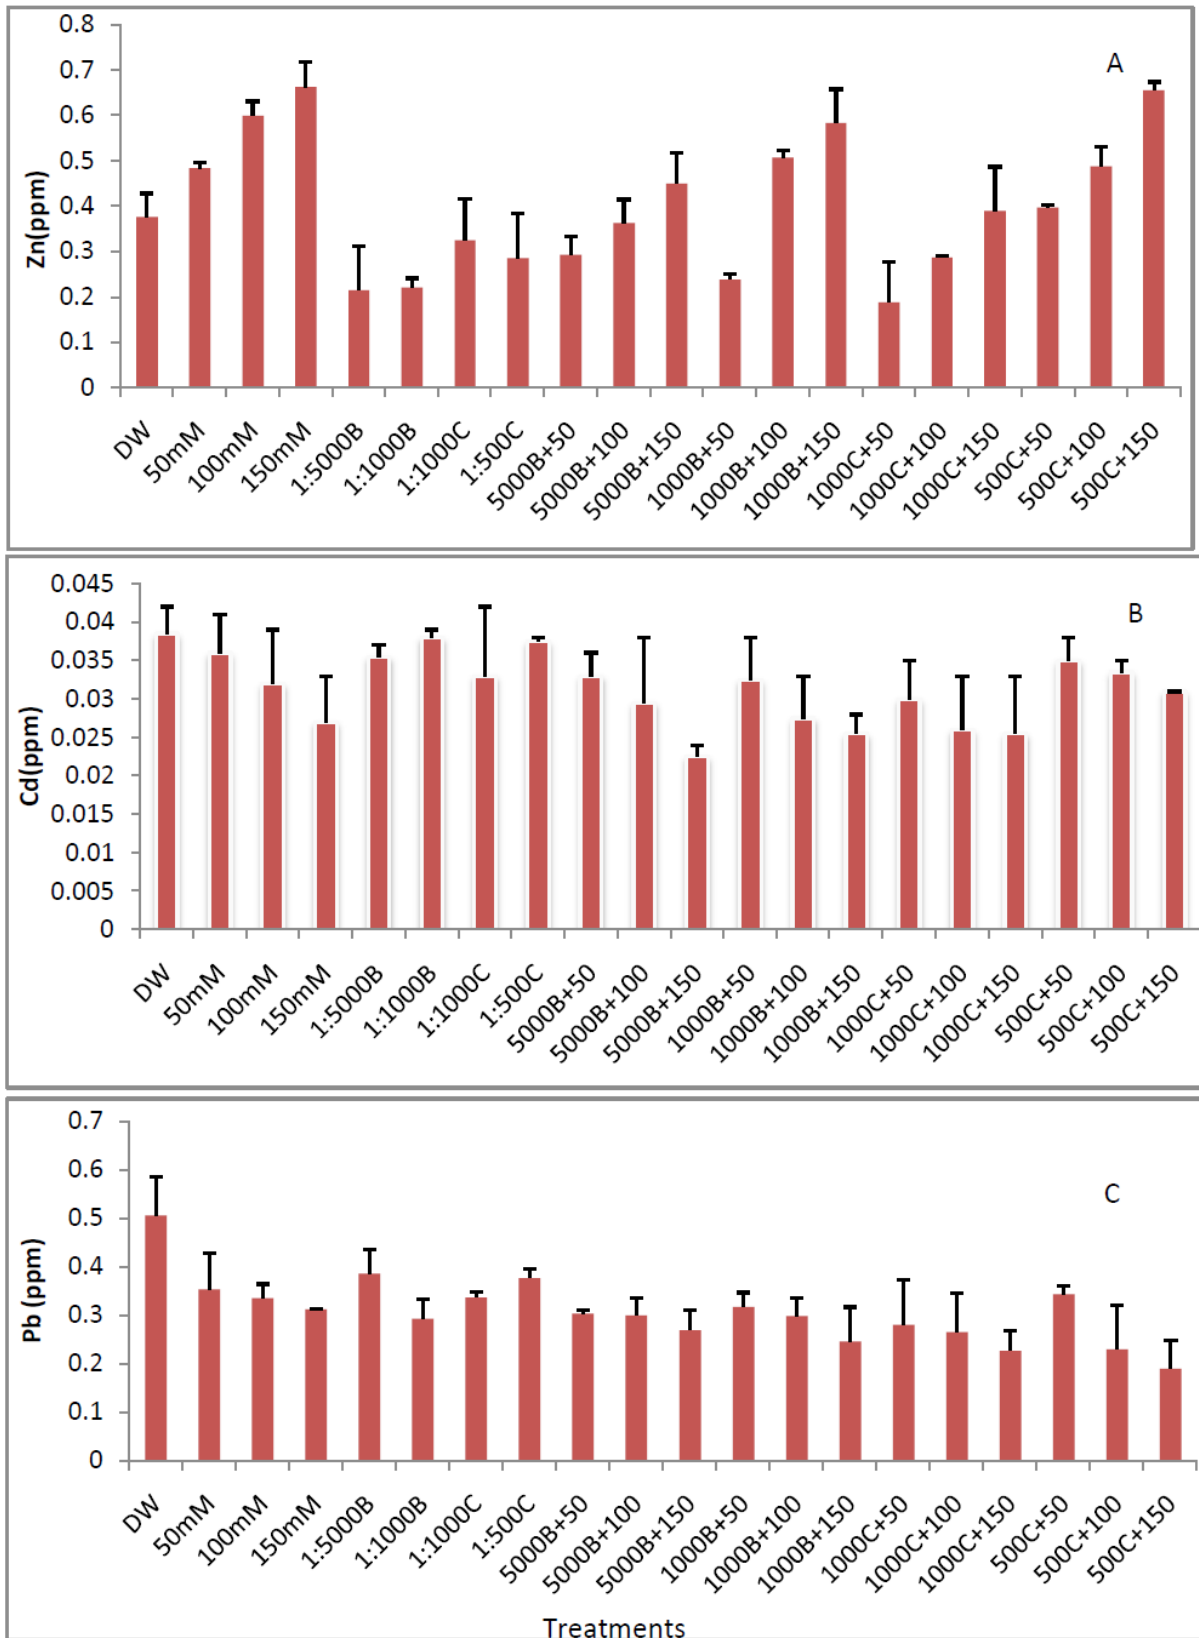 A
Zn(ppm)
0.8
0.7
0.6
0.5
0.4
0.3
0.2
0.1
0
DW
50mM
100mM
150mM
1:5000B
1:1000B
1:1000C
1:500C
5000B+50
5000B+100
5000B+150
1000B+50
1000B+100
1000B+150
1000C+50
1000C+100
1000C+150
500C+50
500C+100
500C+150
B
Cd(ppm)
0.045
0.04
0.035
0.03
0.025
0.02
0.015
0.01
0.005
0
DW
50mM
100mM
150mM
1:5000B
1:1000B
1:1000C
1:500C
5000B+50
5000B+100
5000B+150
1000B+50
1000B+100
1000B+150
1000C+50
1000C+100
1000C+150
500C+50
500C+100
500C+150
C
Pb (ppm)
0.7
0.6
0.5
0.4
0.3
0.2
0.1
0
DW
50mM
100mM
150mM
1:5000B
1:1000B
1:1000C
1:500C
5000B+50
5000B+100
5000B+150
1000B+50
1000B+100
1000B+150
1000C+50
1000C+100
1000C+150
500C+50
500C+100
500C+150
Treatments